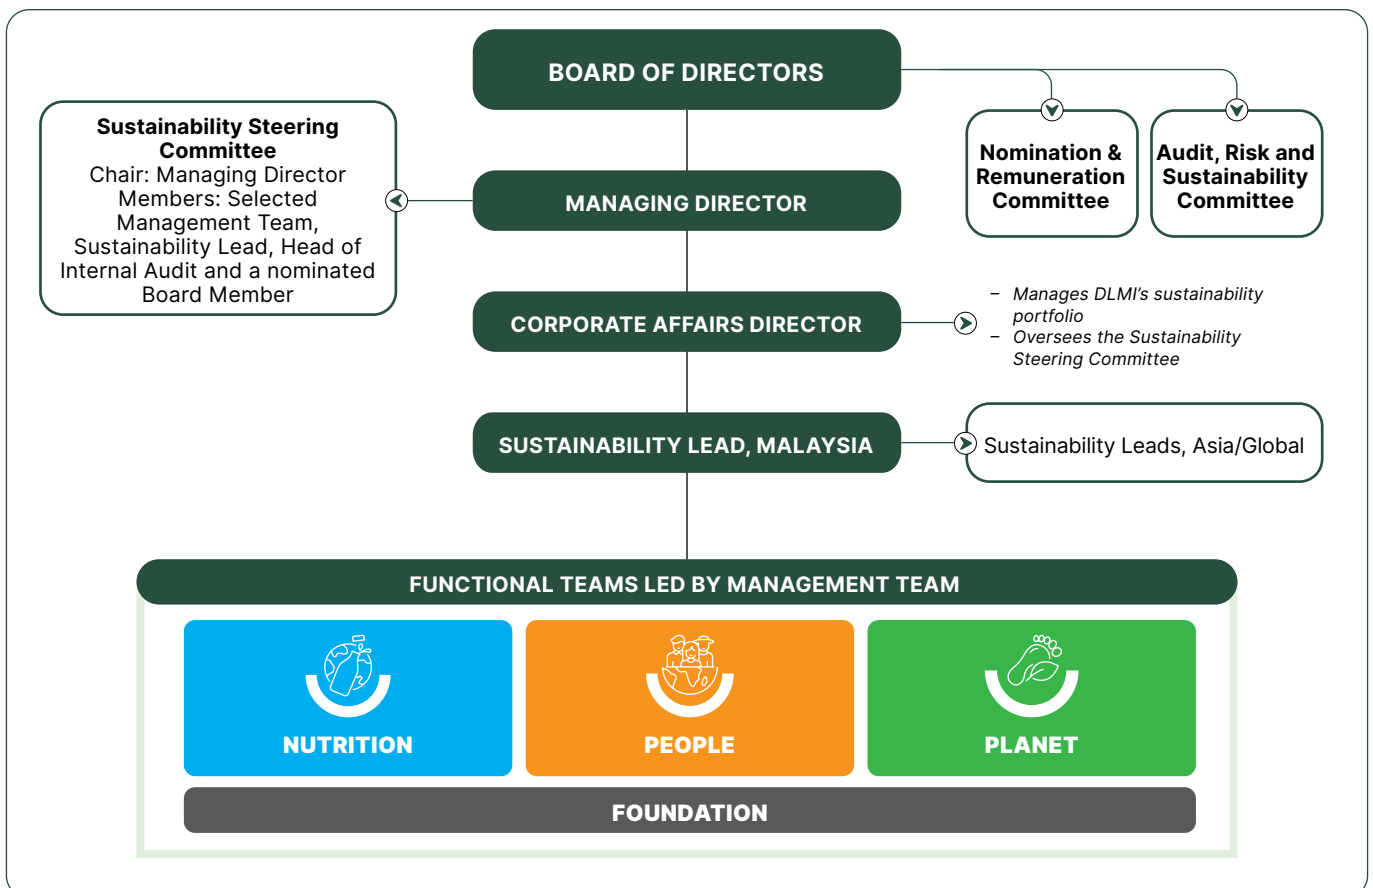 BOARD OF DIRECTORS
Sustainability Steering
Committee
Chair: Managing Director
Members: Selected
Management Team,
Sustainability Lead, Head of
Internal Audit and a nominated
Board Member
Nomination &
Remuneration
Committee
Audit, Risk and
Sustainability
Committee
MANAGING DIRECTOR
CORPORATE AFFAIRS DIRECTOR
– Manages DLMI’s sustainability
portfolio
– Oversees the Sustainability
Steering Committee
SUSTAINABILITY LEAD, MALAYSIA
Sustainability Leads, Asia/Global
FUNCTIONAL TEAMS LED BY MANAGEMENT TEAM
NUTRITION
PEOPLE
PLANET
FOUNDATION